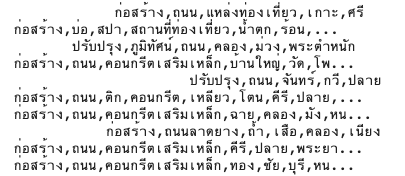 ก่อสร้าง,ถนน,แหล่งท่องเที่ยว,เกาะ,ศรี
ก่อสร้าง,บ่อ,สปา,สถานที่ท่องเที่ยว,น้ำตก,ร้อน,...
ปรับปรุง,ภูมิทัศน์,ถนน,คลอง,ม่วง,พระตำหนัก
ก่อสร้าง,ถนน,คอนกรีตเสริมเหล็ก,บ้านใหญ่,วัด,โพ...
ปรับปรุง,ถนน,จันทร์,กวี,ปลาย
ก่อสร้าง,ถนน,ตึก,คอนกรีต,เหลียว,โตน,คีรี,ปลาย,...
ก่อสร้าง,ถนน,คอนกรีตเสริมเหล็ก,ฉาย,คลอง,มัง,หน...
ก่อสร้าง,ถนนลาดยาง,ถ้ำ,เสือ,คลอง,เนียง
ก่อสร้าง,ถนน,คอนกรีตเสริมเหล็ก,คีรี,ปลาย,พระยา...
ก่อสร้าง,ถนน,คอนกรีตเสริมเหล็ก,ทอง,ชัย,บุรี,หน...